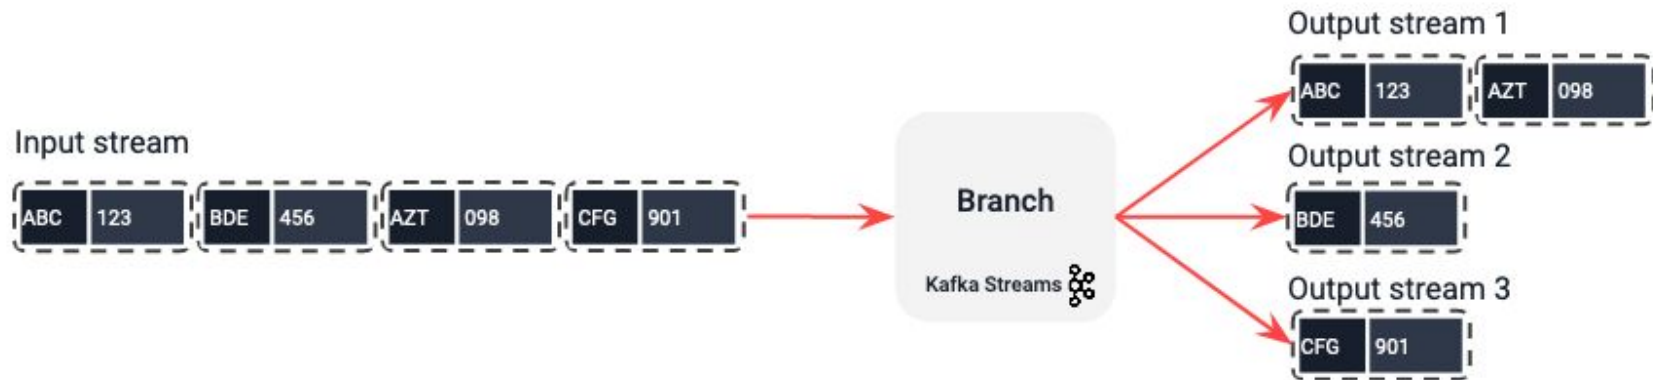 Input stream
ABC 123 BDE 456 AZT 098 CFG 901
Branch
Kafka Streams
Output stream 1
ABC 123 AZT 098
Output stream 2
BDE 456
Output stream 3
CFG 901